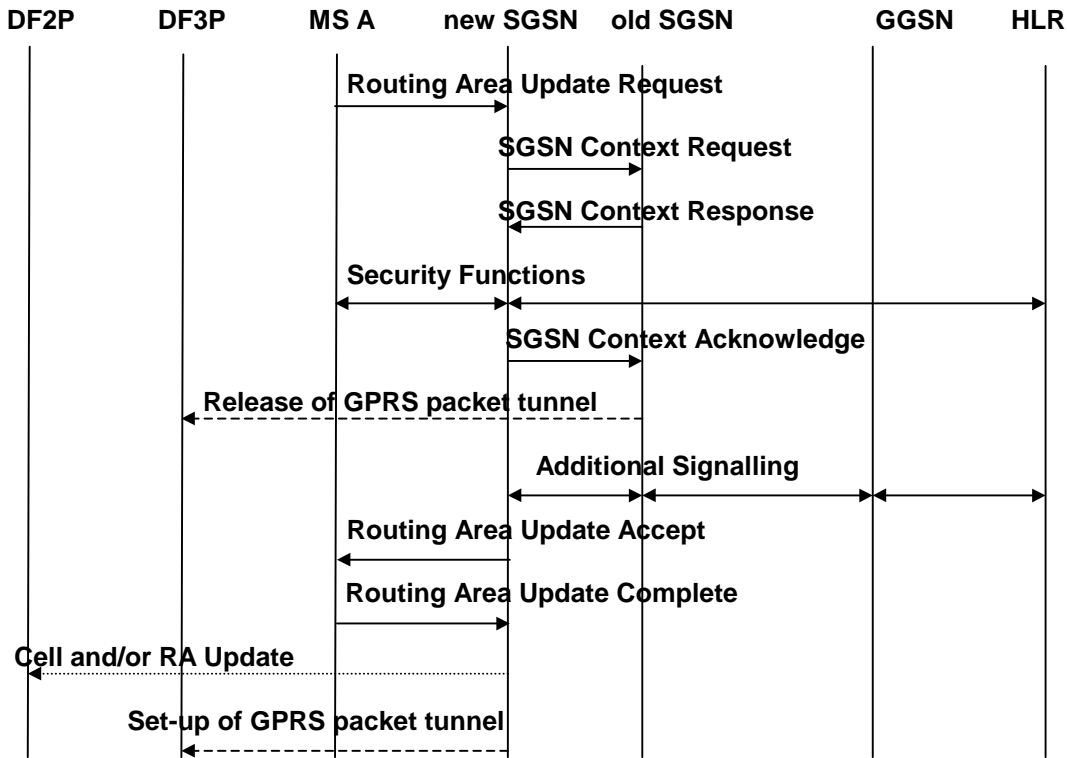 DF2P DF3P MS A new SGSN old SGSN GGSN HLR
Routing Area Update Request
SGSN Context Request
SGSN Context Response
Security Functions
SGSN Context Acknowledge
Release of GPRS packet tunnel
Additional Signalling
Routing Area Update Accept
Routing Area Update Complete
Cell and/or RA Update
Set-up of GPRS packet tunnel